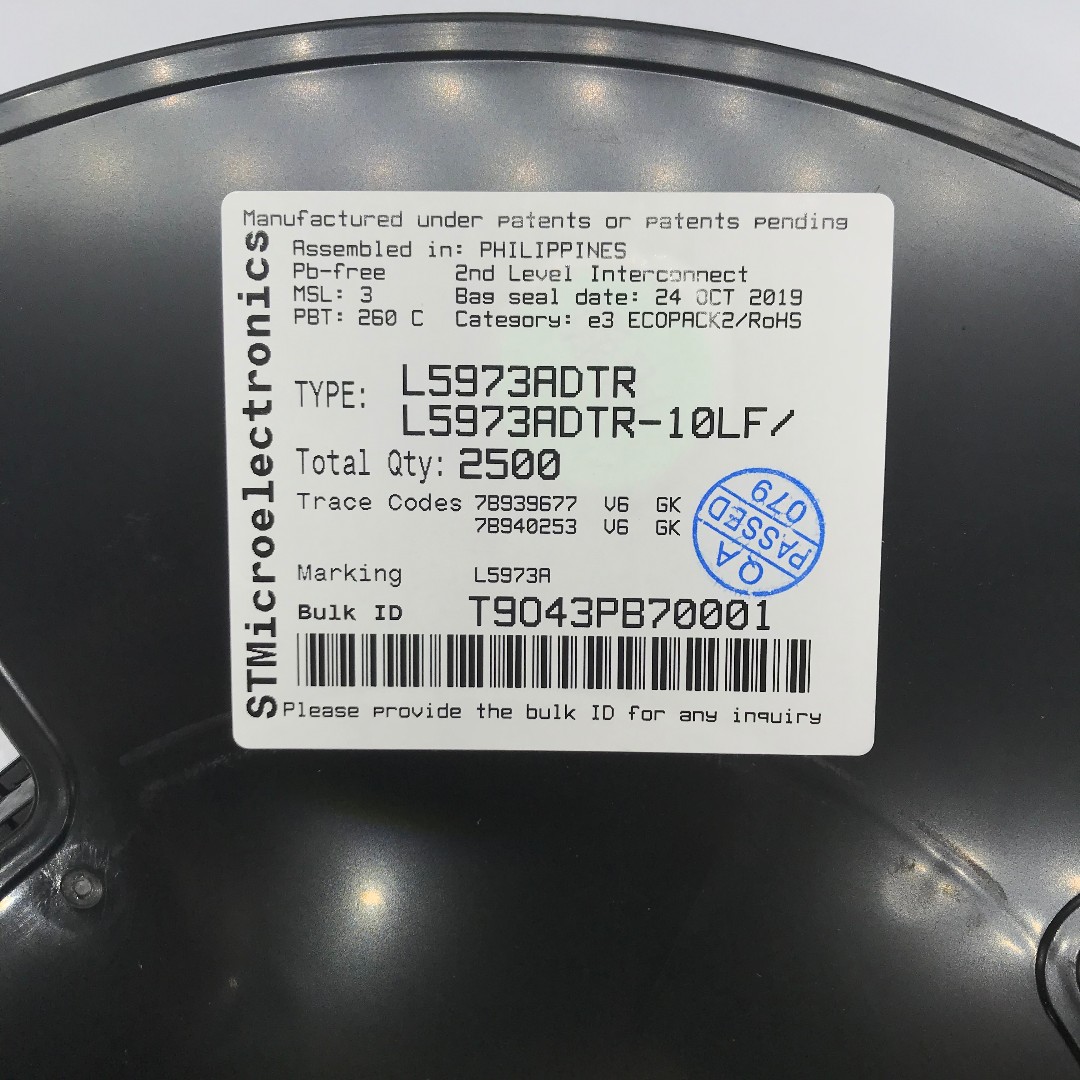 Manufactured under patents or patents pending
STMicroelectronics
Assembled in: PHILIPPINES
Pb-free 2nd Level Interconnect
MSL: 3 Bag seal date: 24 OCT 2019
PBT: 260 C Category: e3 ECOPACK2/RoHS
TYPE: L5973ADTR
L5973ADTR-10LF/
Total Qty: 2500
Trace Codes 7B939677 V6 GK
7B940253 V6 GK
QA
PASSED
079
Marking L5973A
Bulk ID T9O43PB70001
Please provide the bulk ID for any inquiry